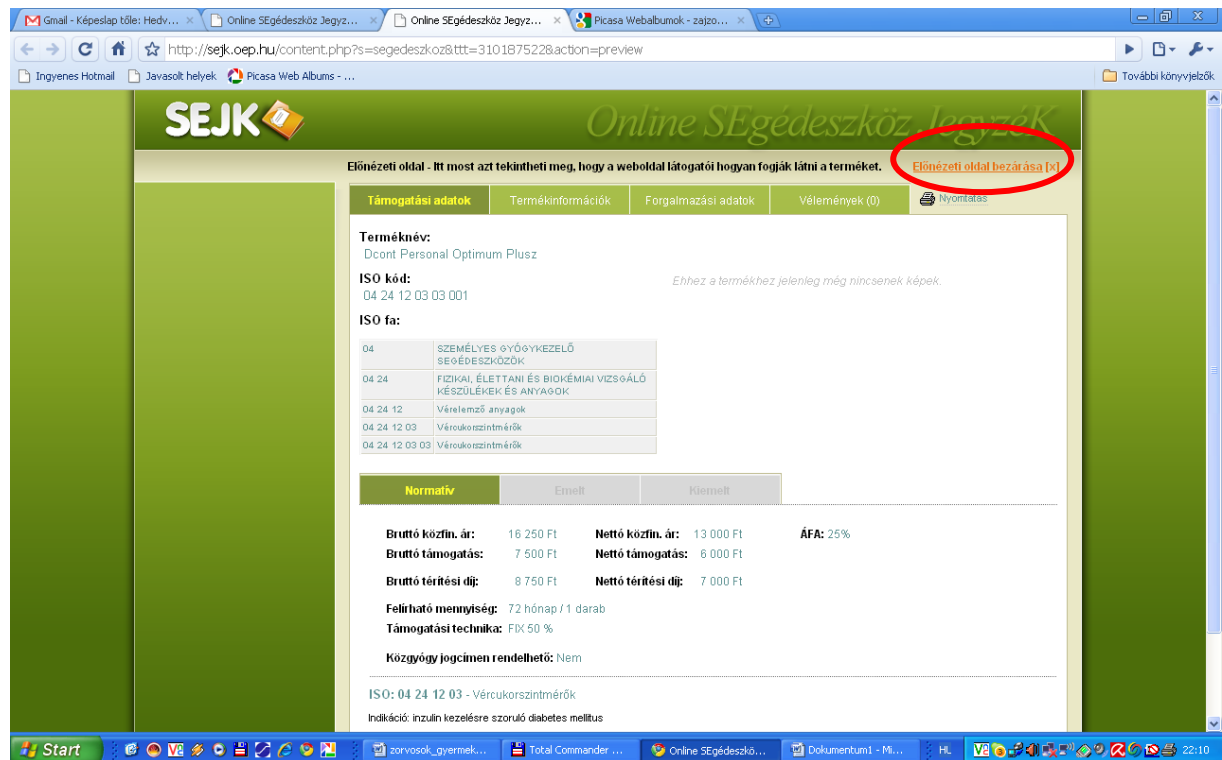 Gmail - Képeslap tőle: Hedv...
Online SEgédeszköz Jegyz...
Online SEgédeszköz Jegyz...
Picasa Webalbumok - zajzo...
http://sejk.oep.hu/content.php?s=segedeszkoz&ttt=310187522&action=preview
Ingyenes Hotmail
Javasolt helyek
Picasa Web Albums - ...
További könyvjelzők
SEJK
Online SEgédeszköz JegyzéK
Előnézeti oldal - Itt most azt tekintheti meg, hogy a weboldal látogatói hogyan fogják látni a terméket.
Előnézeti oldal bezárása [x]
Támogatási adatok
Termékinformációk
Forgalmazási adatok
Vélemények (0)
Nyomtatás
Terméknév:
Dcont Personal Optimum Plusz
ISO kód:
04 24 12 03 03 001
Ehhez a termékhez jelenleg még nincsenek képek.
ISO fa:
04 SZEMÉLYES GYÓGYKEZELŐ
SEGÉDESZKÖZÖK
04 24 FIZIKAI, ÉLETTANI ÉS BIOKÉMIAI VIZSGÁLÓ
KÉSZÜLÉKEK ÉS ANYAGOK
04 24 12 Vérelemző anyagok
04 24 12 03 Vércukorszintmérők
04 24 12 03 03 Vércukorszintmérők
Normatív
Emelt
Kiemelt
Bruttó közfin. ár: 16 250 Ft Nettó közfin. ár: 13 000 Ft ÁFA: 25%
Bruttó támogatás: 7 500 Ft Nettó támogatás: 6 000 Ft
Bruttó térítési díj: 8 750 Ft Nettó térítési díj: 7 000 Ft
Felírható mennyiség: 72 hónap / 1 darab
Támogatási technika: FIX 50 %
Közgyógy jogcímen rendelhető: Nem
ISO: 04 24 12 03 - Vércukorszintmérők
Indikáció: inzulin kezelésre szoruló diabetes mellitus
Start
zorvosok_gyermek...
Total Commander ...
Online SEgédeszkö...
Dokumentum1 - Mi...
HL
22:10